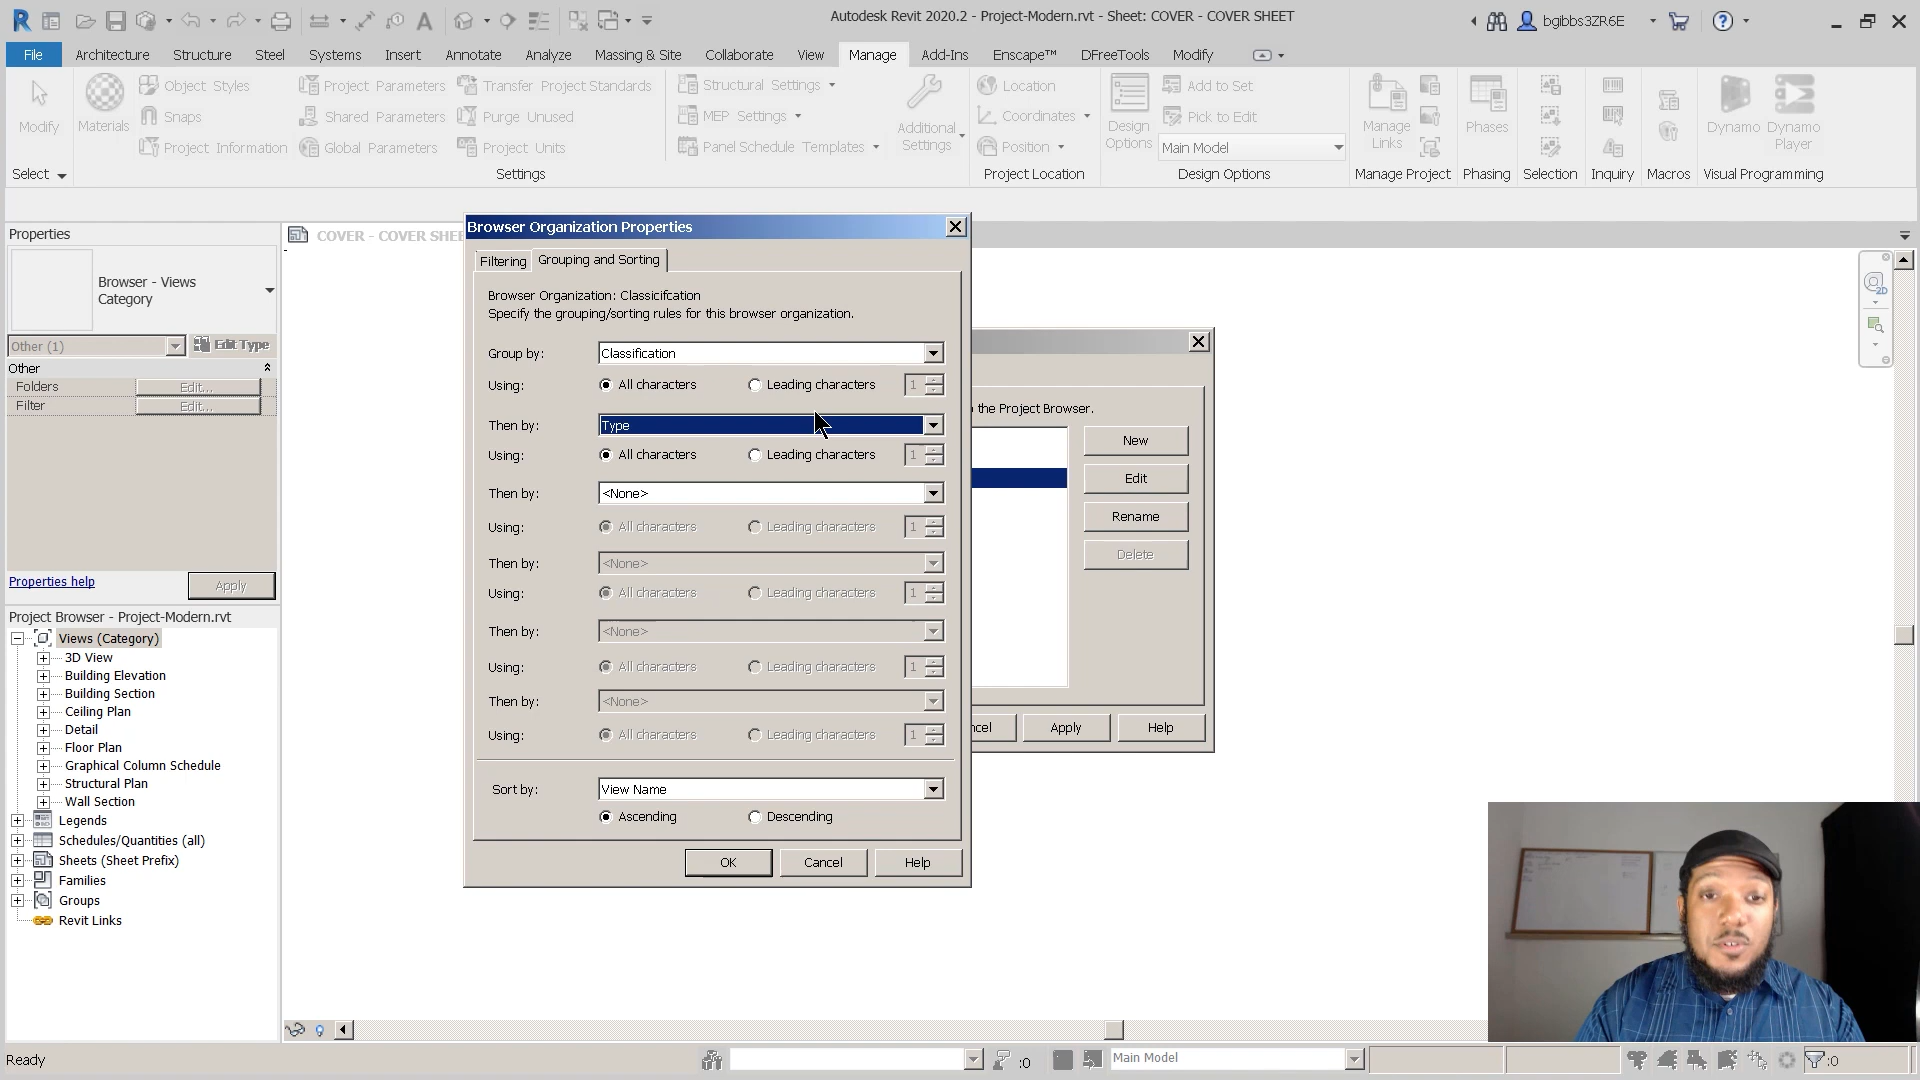 Autodesk Revit 2020.2 - Project-Modern.rvt - Sheet: COVER - COVER SHEET
bgibbs3ZR6E
File
Architecture
Structure
Steel
Systems
Insert
Annotate
Analyze
Massing & Site
Collaborate
View
Manage
Add-Ins
Enscape™
DFreeTools
Modify
Modify
Materials
Object Styles
Snaps
Project Information
Project Parameters
Shared Parameters
Global Parameters
Transfer Project Standards
Purge Unused
Project Units
Structural Settings
MEP Settings
Panel Schedule Templates
Additional
Settings
Location
Coordinates
Position
Design
Options
Add to Set
Pick to Edit
Main Model
Manage
Links
Phases
Dynamo
Dynamo
Player
Select
Settings
Project Location
Design Options
Manage Project
Phasing
Selection
Inquiry
Macros
Visual Programming
Properties
Browser - Views
Category
Other (1)
Edit Type
Other
Folders
Edit...
Filter
Edit...
Properties help
Apply
Project Browser - Project-Modern.rvt
Views (Category)
3D View
Building Elevation
Building Section
Ceiling Plan
Detail
Floor Plan
Graphical Column Schedule
Structural Plan
Wall Section
Legends
Schedules/Quantities (all)
Sheets (Sheet Prefix)
Families
Groups
Revit Links
COVER - COVER SHEE
2D
Browser Organization Properties
Filtering
Grouping and Sorting
Browser Organization: Classicifcation
Specify the grouping/sorting rules for this browser organization.
Group by:
Classification
Using:
All characters
Leading characters
1
Then by:
Type
Using:
All characters
Leading characters
1
Then by:
<None>
Using:
All characters
Leading characters
1
Then by:
<None>
Using:
All characters
Leading characters
1
Then by:
<None>
Using:
All characters
Leading characters
1
Then by:
<None>
Using:
All characters
Leading characters
1
Sort by:
View Name
Ascending
Descending
OK
Cancel
Help
the Project Browser.
New
Edit
Rename
Delete
ncel
Apply
Help
Ready
:0
Main Model
:0